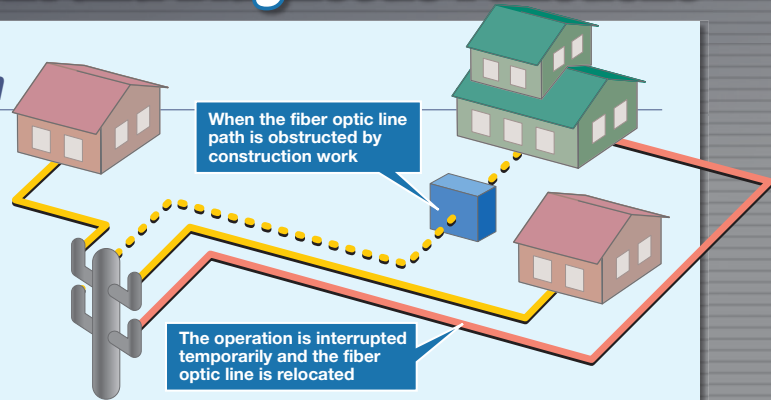 When the fiber optic line
path is obstructed by
construction work
The operation is interrupted
temporarily and the fiber
optic line is relocated